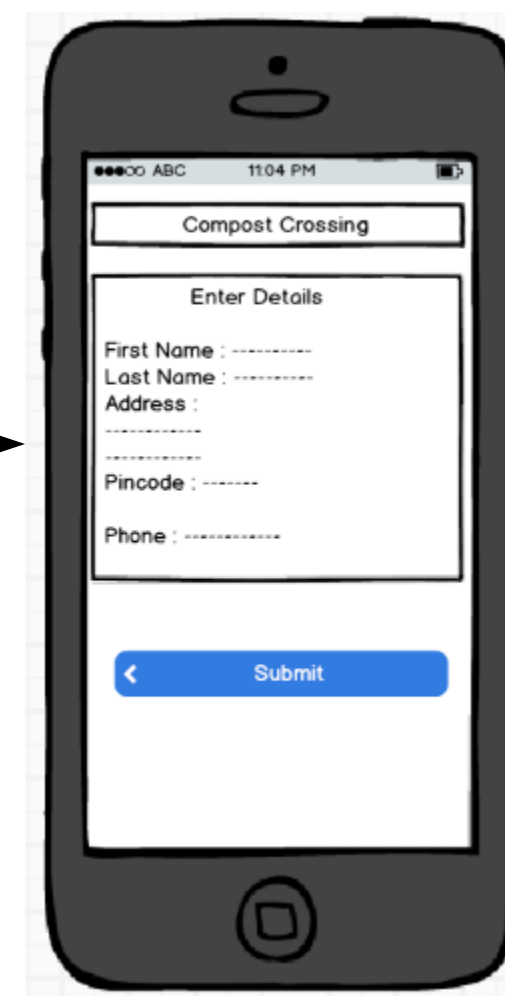 ABC 11:04 PM
Compost Crossing
Enter Details
First Name : ----------
Last Name : ----------
Address :
------------
------------
Pincode : -------
Phone : ------------
Submit